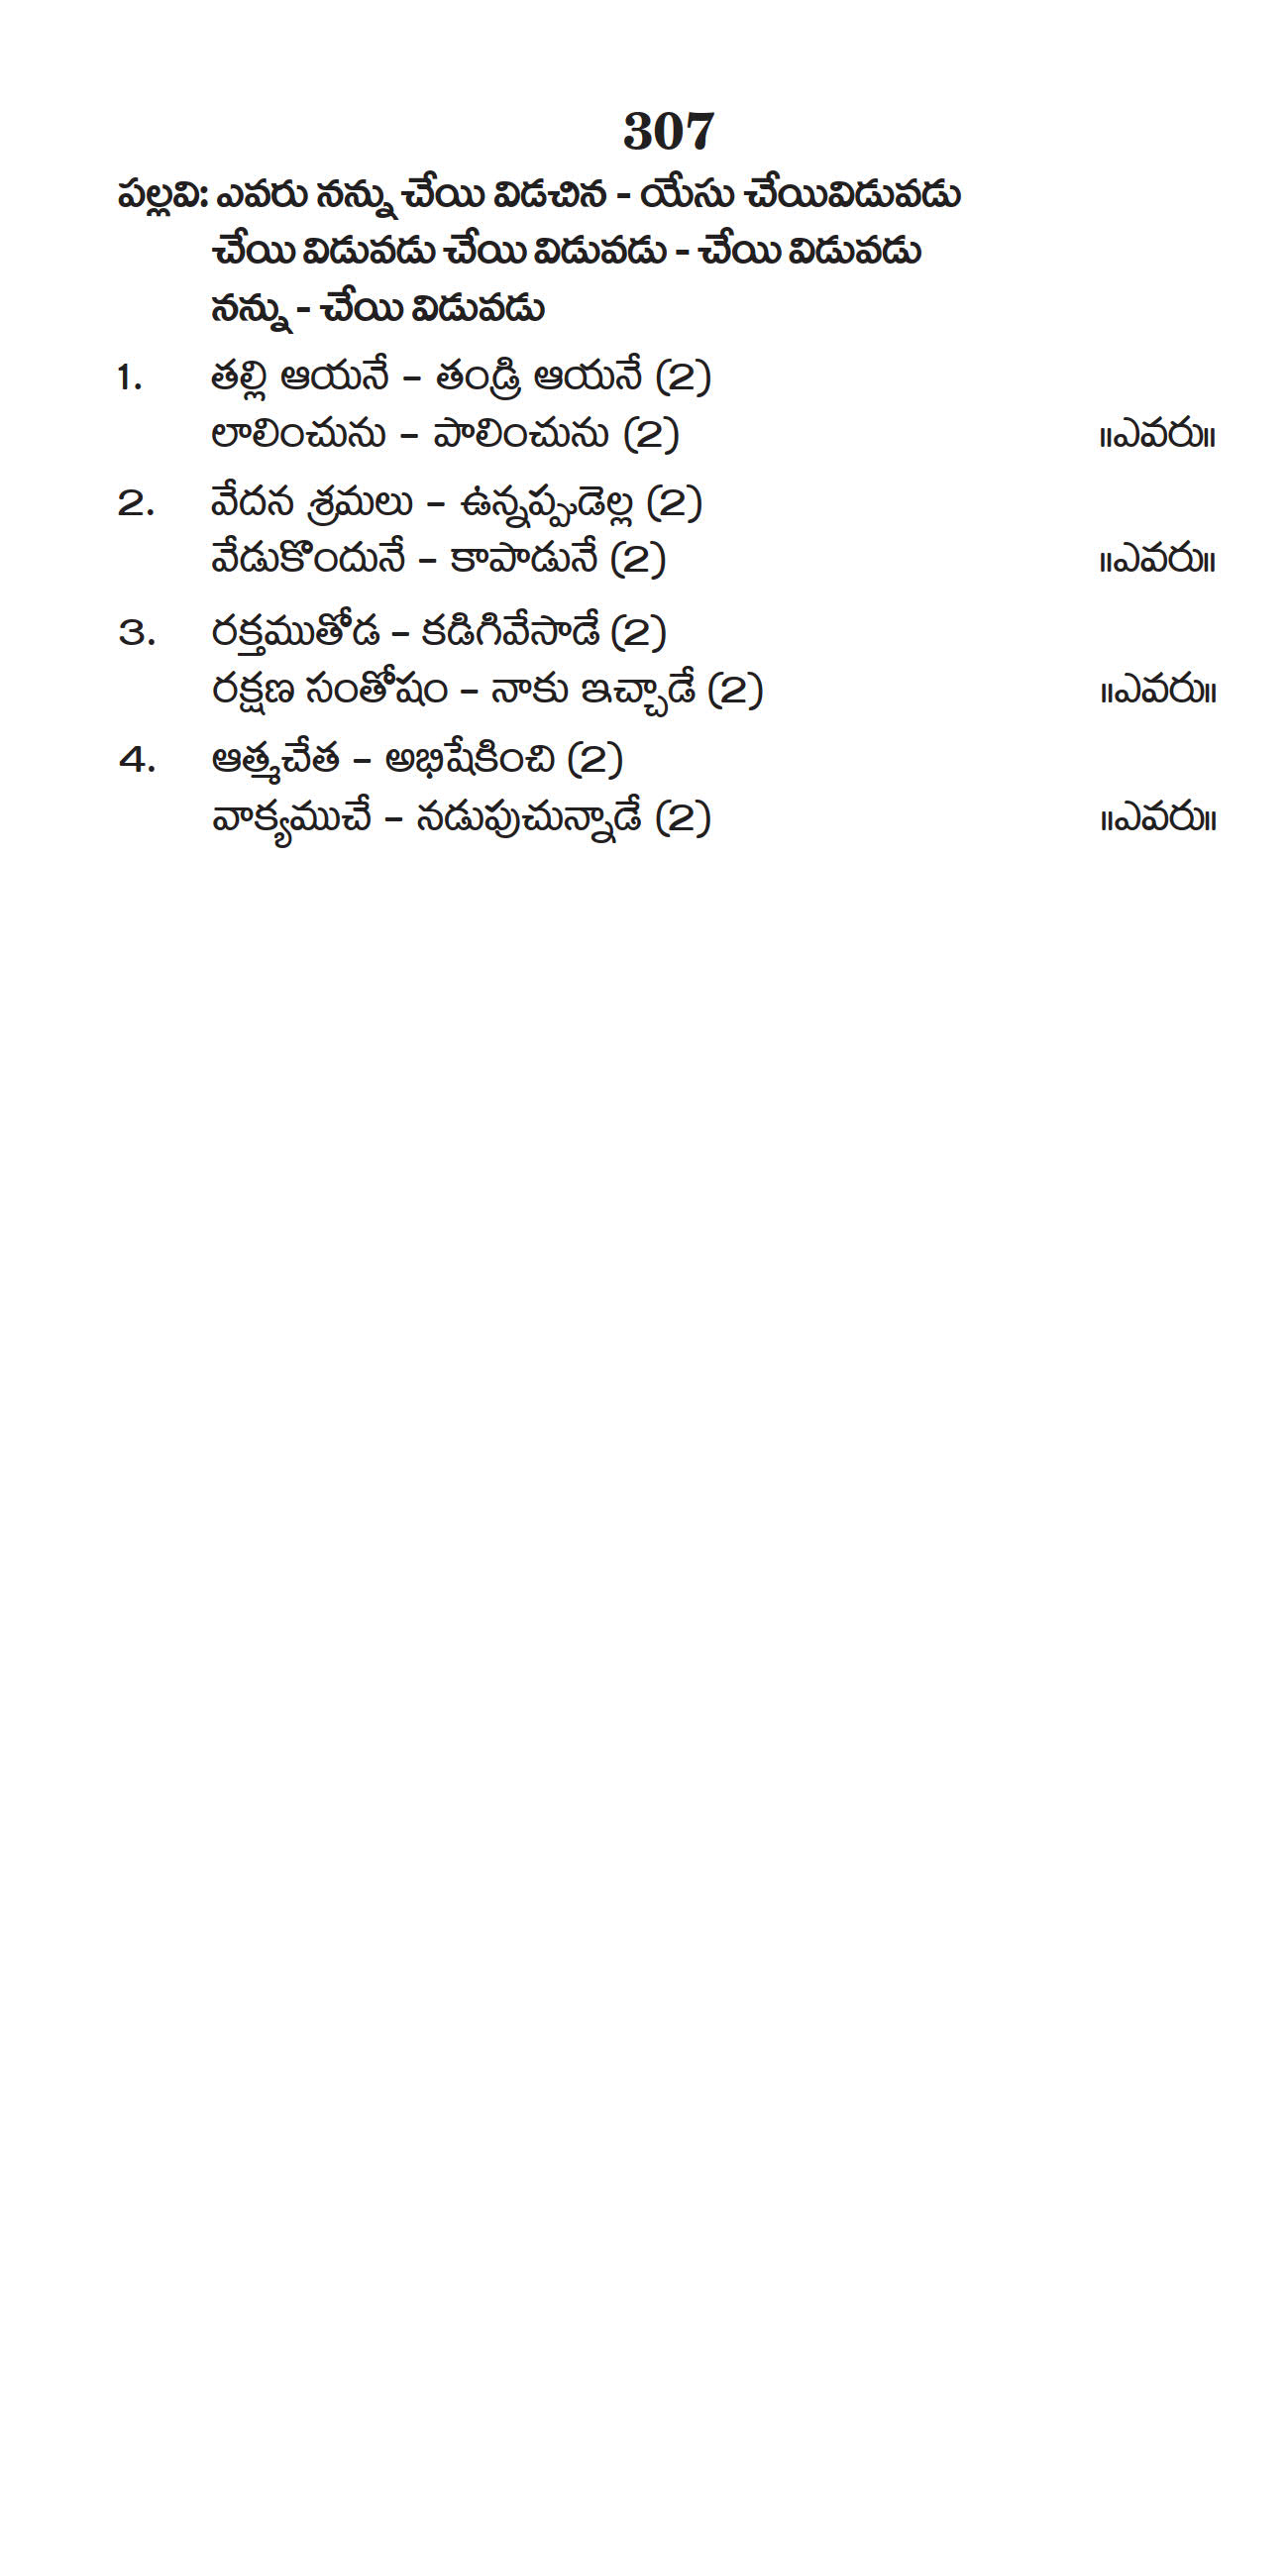 307
పల్లవి: ఎవరు నన్ను చేయి విడచిన - యేసు చేయివిడువడు
చేయి విడువడు చేయి విడువడు - చేయి విడువడు
నన్ను - చేయి విడువడు
1. తల్లి ఆయనే – తండ్రి ఆయనే (2)
లాలించును – పాలించును (2) ॥ఎవరు॥
2. వేదన శ్రమలు – ఉన్నప్పుడెల్ల (2)
వేడుకొందునే – కాపాడునే (2) ॥ఎవరు॥
3. రక్తముతోడ – కడిగివేసాడే (2)
రక్షణ సంతోషం – నాకు ఇచ్చాడే (2) ॥ఎవరు॥
4. ఆత్మచేత – అభిషేకించి (2)
వాక్యముచే – నడుపుచున్నాడే (2) ॥ఎవరు॥